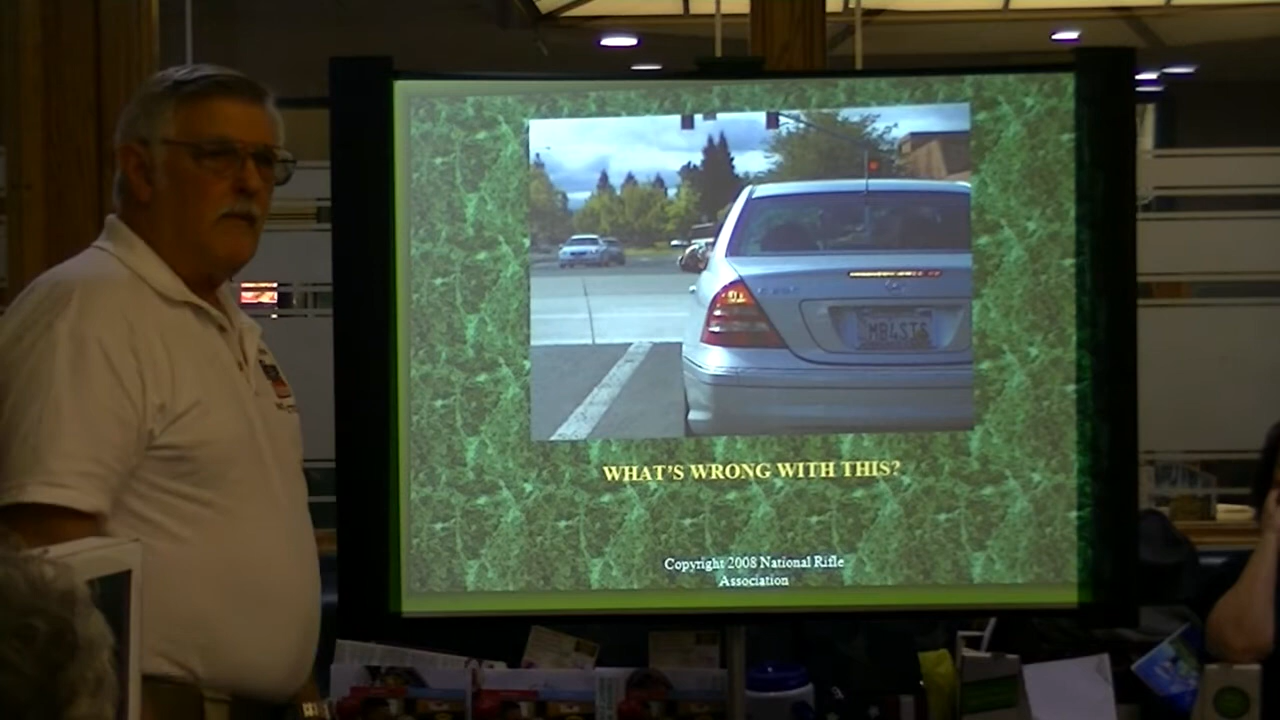 MB4STS
WHAT'S WRONG WITH THIS?
Copyright 2008 National Rifle
Association